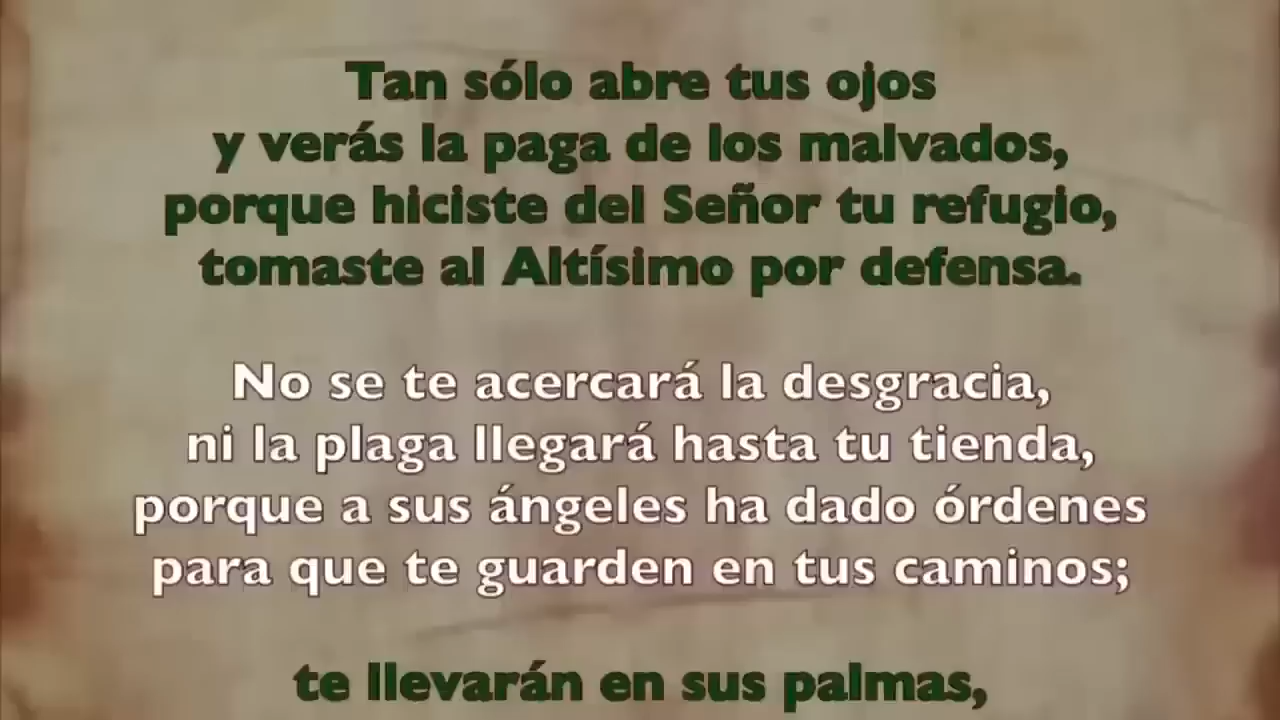 Tan sólo abre tus ojos
y verás la paga de los malvados,
porque hiciste del Señor tu refugio,
tomaste al Altísimo por defensa.
No se te acercará la desgracia,
ni la plaga llegará hasta tu tienda,
porque a sus ángeles ha dado órdenes
para que te guarden en tus caminos;
te llevarán en sus palmas,